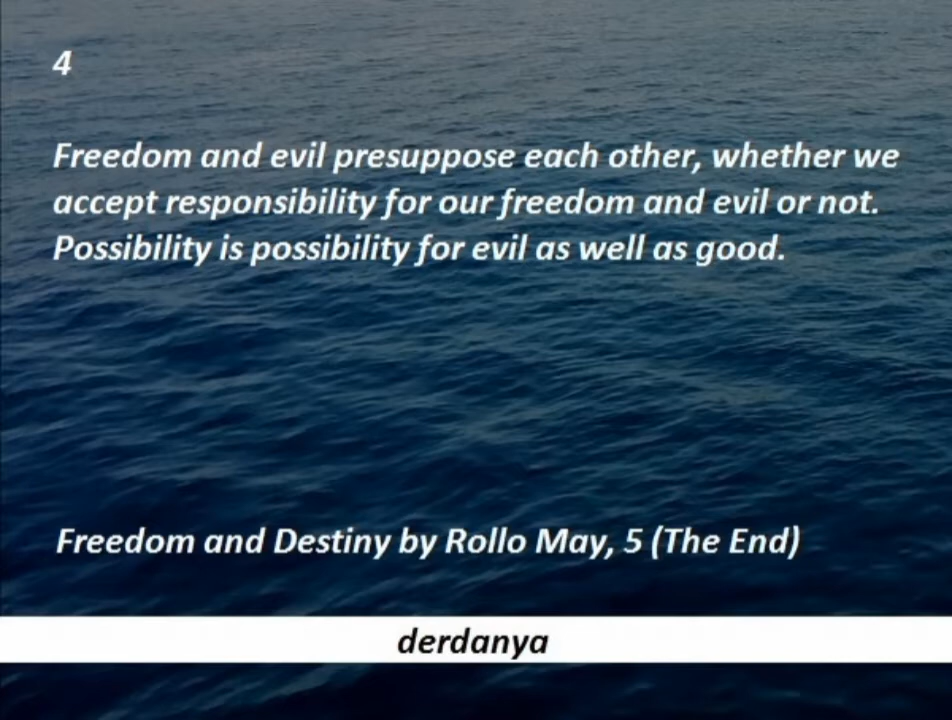 4
Freedom and evil presuppose each other, whether we
accept responsibility for our freedom and evil or not.
Possibility is possibility for evil as well as good.
Freedom and Destiny by Rollo May, 5 (The End)
derdanya